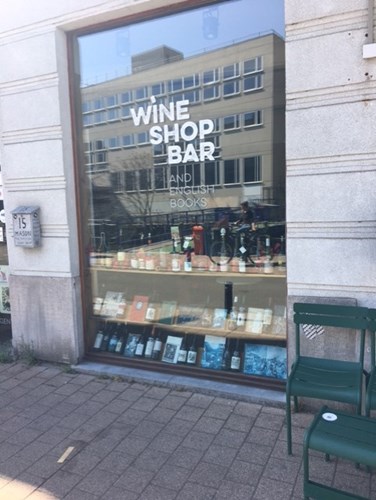 WINE
SHOP
BAR
AND
ENGLISH
BOOKS
15